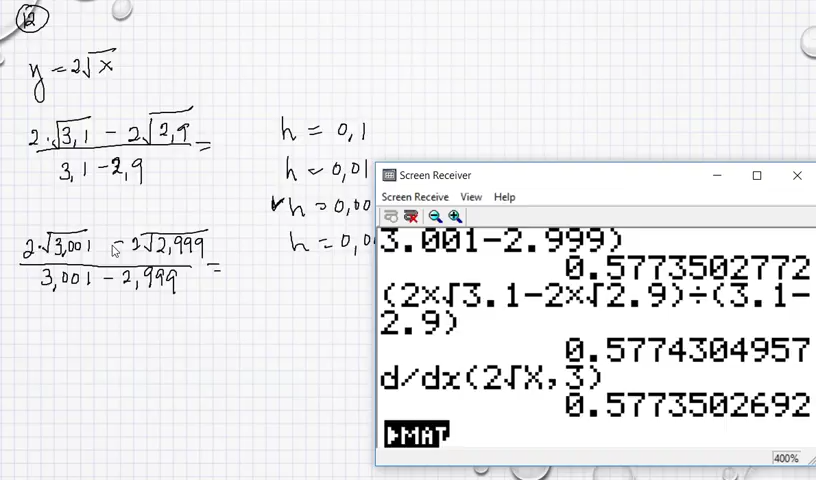 12
y = 2√x
2·√3,1 - 2√2,9
3,1 - 2,9
=
2·√3,001 - 2√2,999
3,001 - 2,999
=
h = 0,1
h = 0,01
✓h = 0,00
h = 0,0
Screen Receiver
Screen Receive View Help
3.001-2.999)
0.5773502772
(2×√3.1-2×√2.9)÷(3.1-
2.9)
0.5774304957
d/dx(2√X,3)
0.5773502692
▶MAT
400%